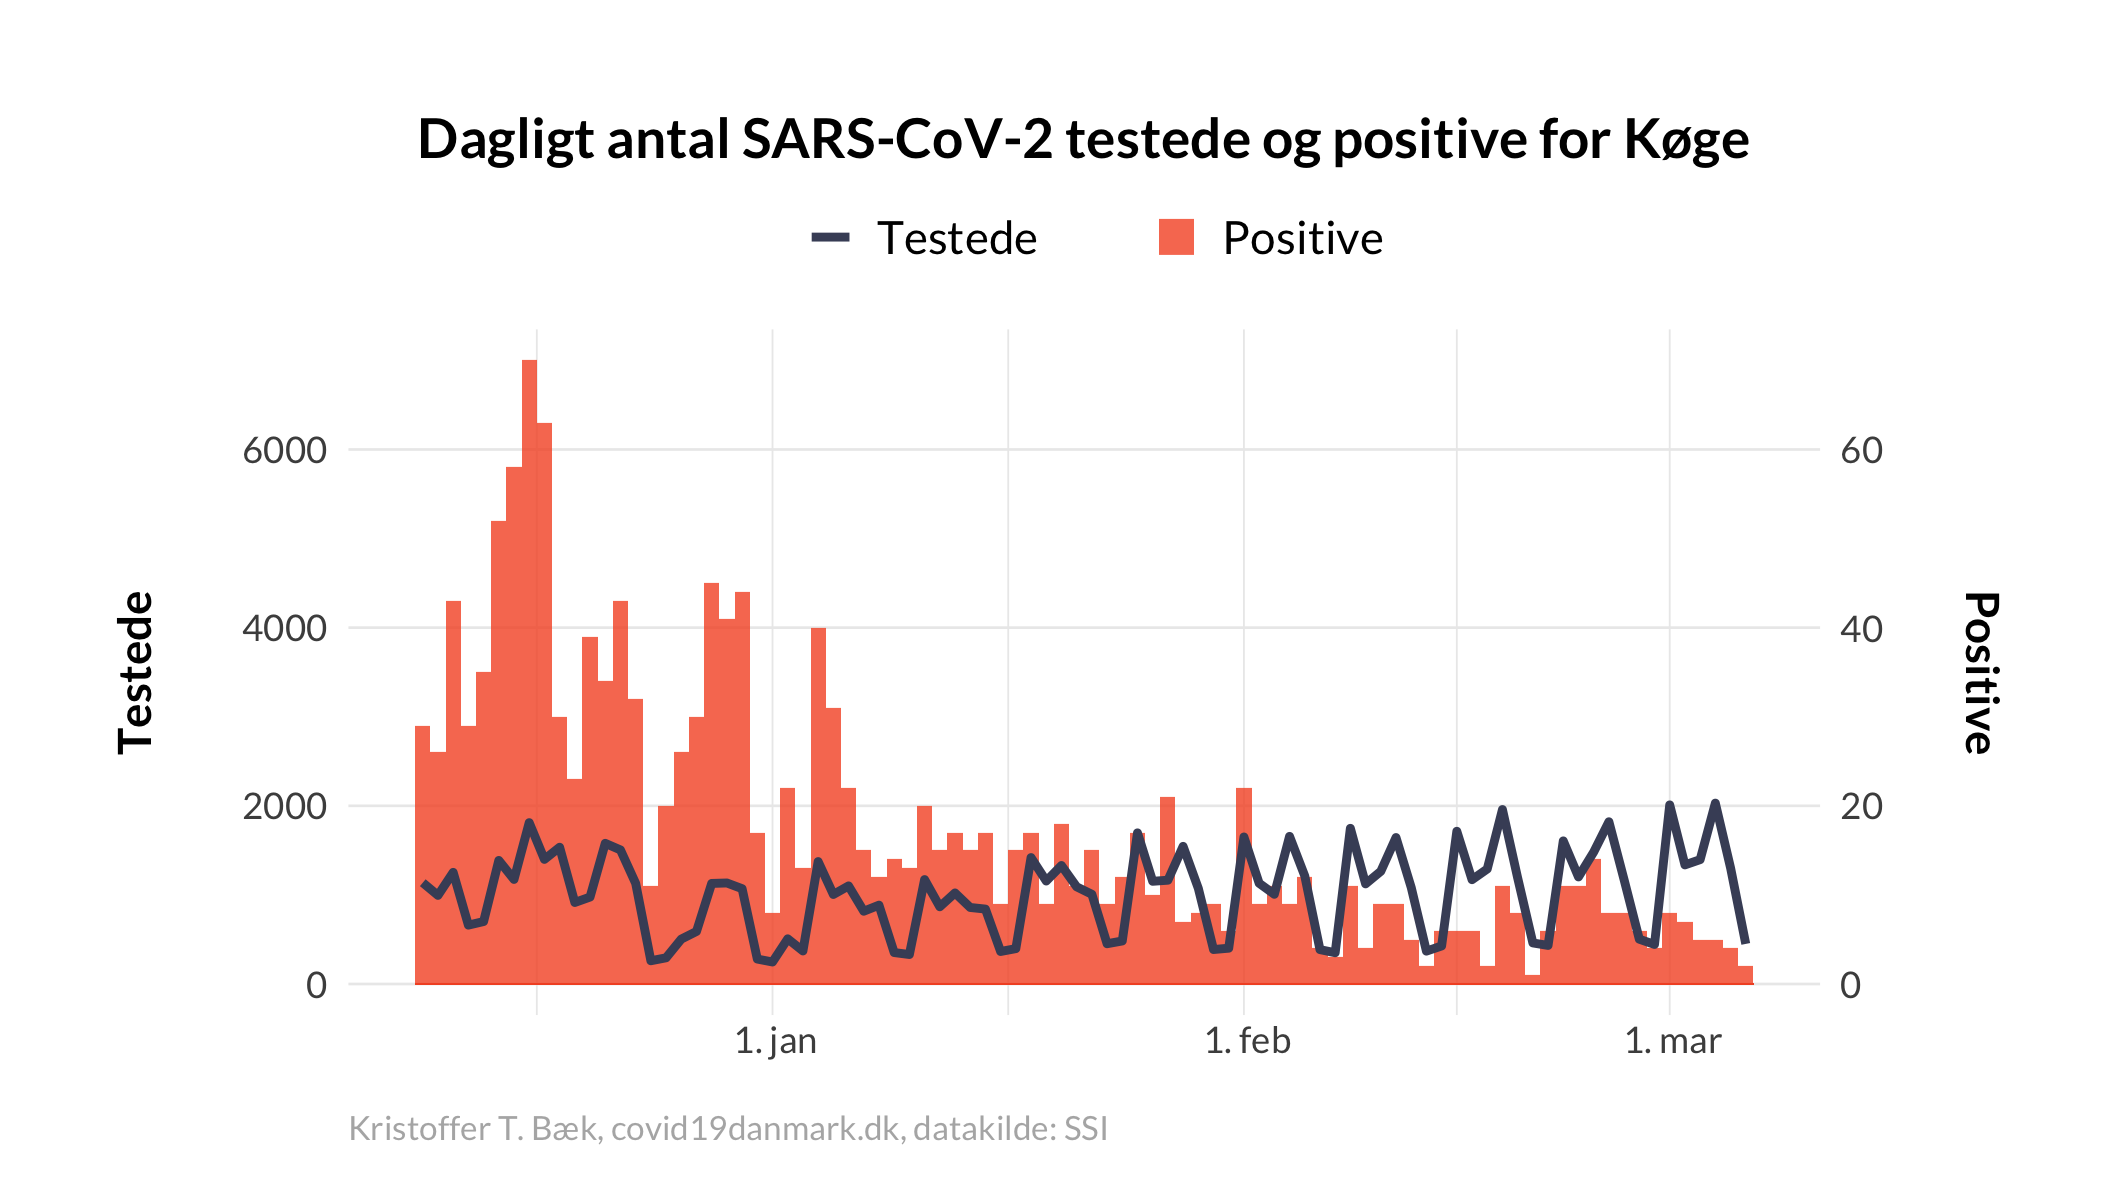 Dagligt antal SARS-CoV-2 testede og positive for Køge
Testede Positive
6000 60
4000 40
2000 20
0 0
Testede
Positive
1. jan 1. feb 1. mar
Kristoffer T. Bæk, covid19danmark.dk, datakilde: SSI